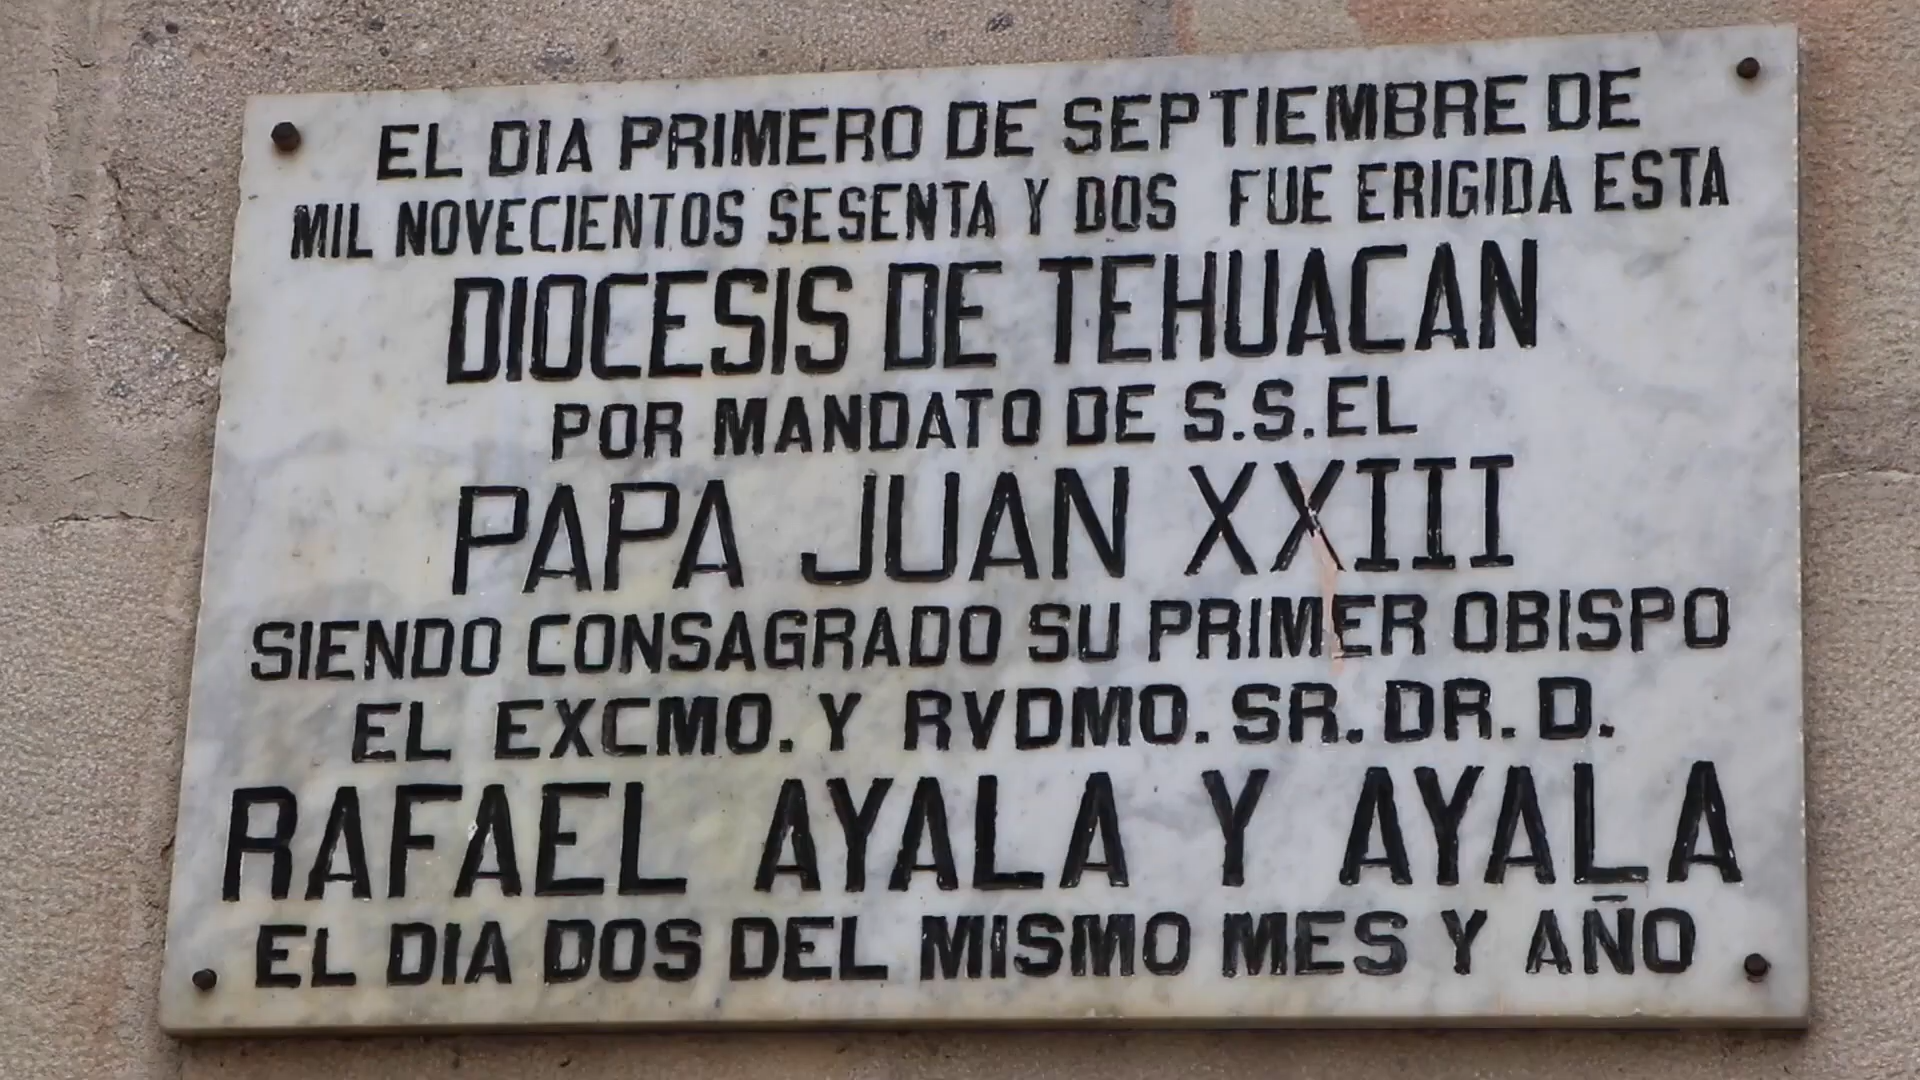 EL DIA PRIMERO DE SEPTIEMBRE DE
MIL NOVECIENTOS SESENTA Y DOS FUE ERIGIDA ESTA
DIOCESIS DE TEHUACAN
POR MANDATO DE S.S.EL
PAPA JUAN XXIII
SIENDO CONSAGRADO SU PRIMER OBISPO
EL EXCMO. Y RVDMO. SR. DR. D.
RAFAEL AYALA Y AYALA
EL DIA DOS DEL MISMO MES Y AÑO